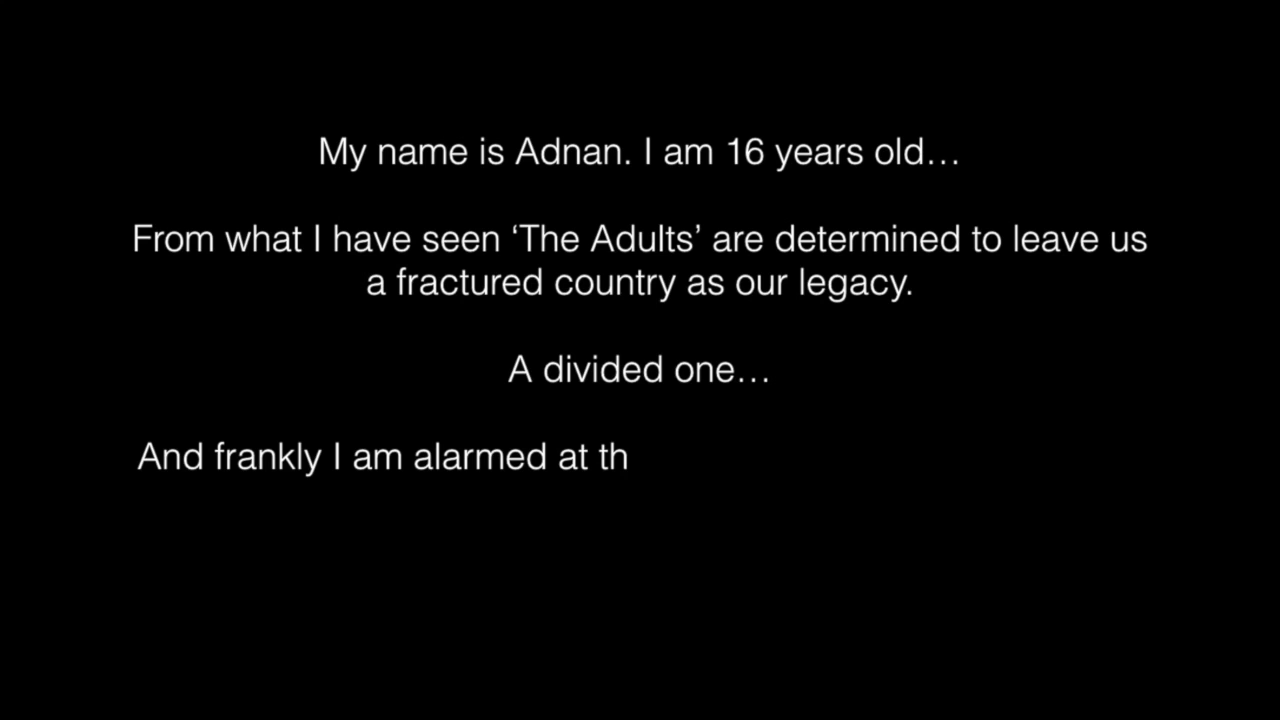 My name is Adnan. I am 16 years old…
From what I have seen ‘The Adults’ are determined to leave us
a fractured country as our legacy.
A divided one…
And frankly I am alarmed at th